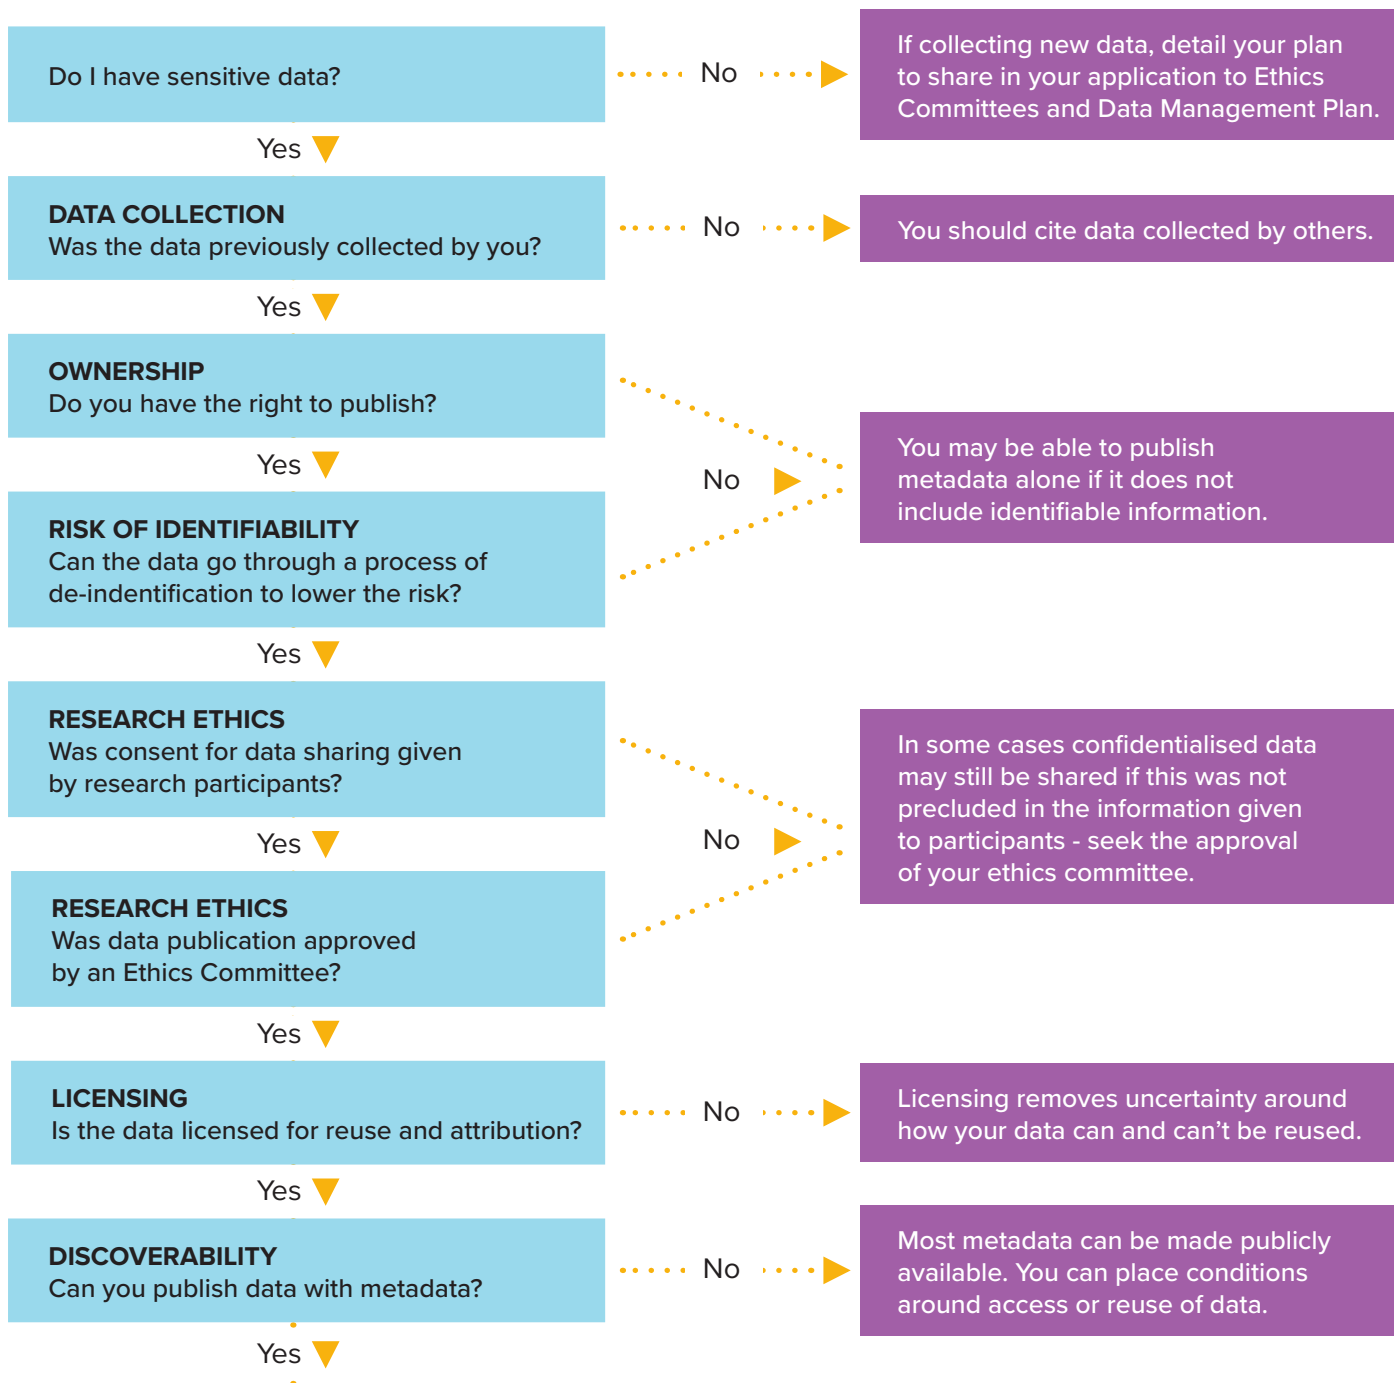 Do I have sensitive data?
No
If collecting new data, detail your plan
to share in your application to Ethics
Committees and Data Management Plan.
Yes
DATA COLLECTION
Was the data previously collected by you?
No
You should cite data collected by others.
Yes
OWNERSHIP
Do you have the right to publish?
Yes
No
You may be able to publish
metadata alone if it does not
include identifiable information.
RISK OF IDENTIFIABILITY
Can the data go through a process of
de-indentification to lower the risk?
Yes
RESEARCH ETHICS
Was consent for data sharing given
by research participants?
Yes
No
In some cases confidentialised data
may still be shared if this was not
precluded in the information given
to participants - seek the approval
of your ethics committee.
RESEARCH ETHICS
Was data publication approved
by an Ethics Committee?
Yes
LICENSING
Is the data licensed for reuse and attribution?
No
Licensing removes uncertainty around
how your data can and can’t be reused.
Yes
DISCOVERABILITY
Can you publish data with metadata?
No
Most metadata can be made publicly
available. You can place conditions
around access or reuse of data.
Yes